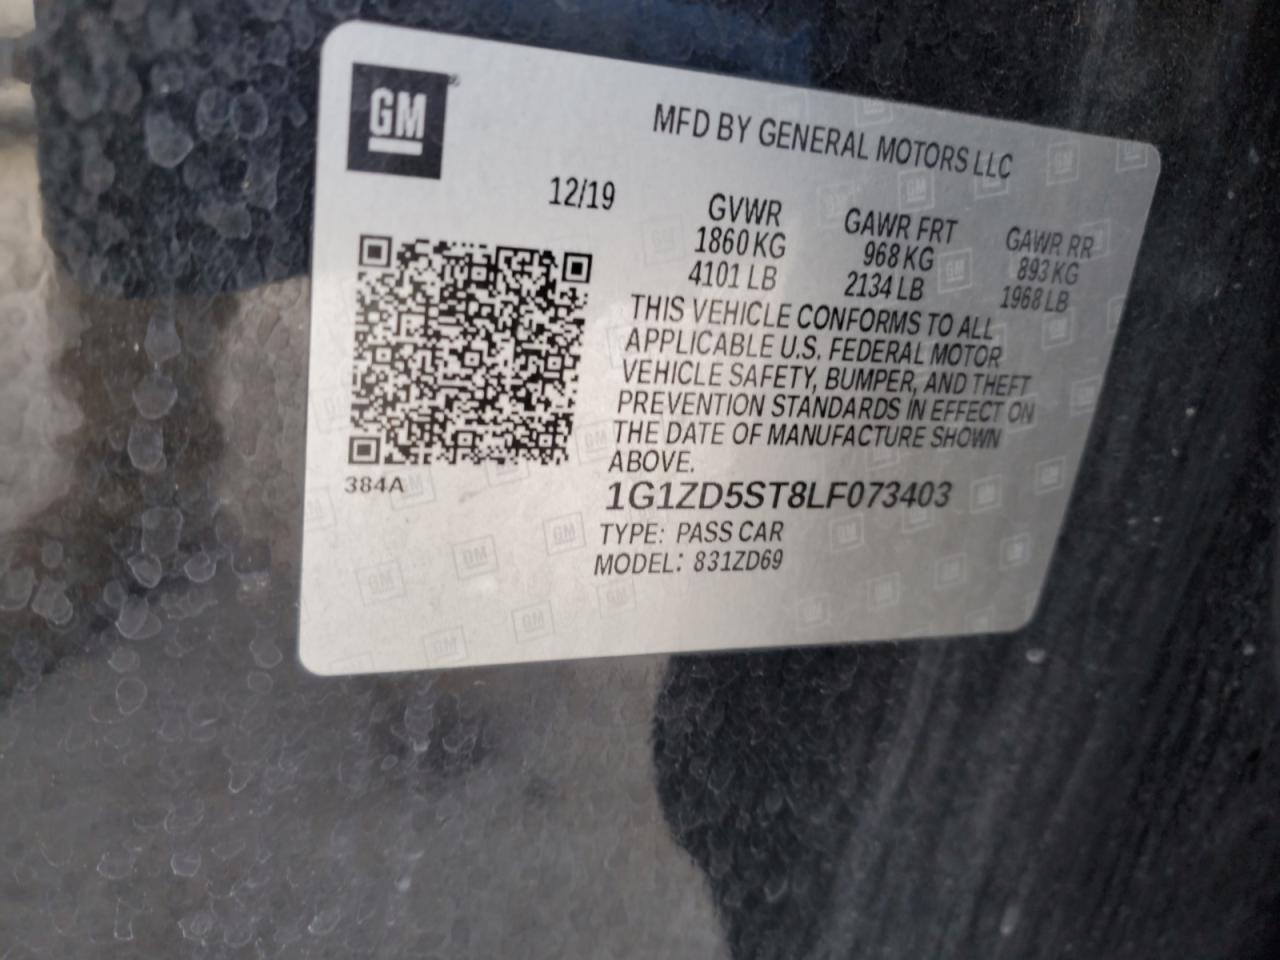 GM
MFD BY GENERAL MOTORS LLC
12/19
GVWR GAWR FRT GAWR RR
1860 KG 968 KG 893 KG
4101 LB 2134 LB 1968 LB
THIS VEHICLE CONFORMS TO ALL
APPLICABLE U.S. FEDERAL MOTOR
VEHICLE SAFETY, BUMPER, AND THEFT
PREVENTION STANDARDS IN EFFECT ON
THE DATE OF MANUFACTURE SHOWN
ABOVE.
384A
1G1ZD5ST8LF073403
TYPE: PASS CAR
MODEL: 831ZD69